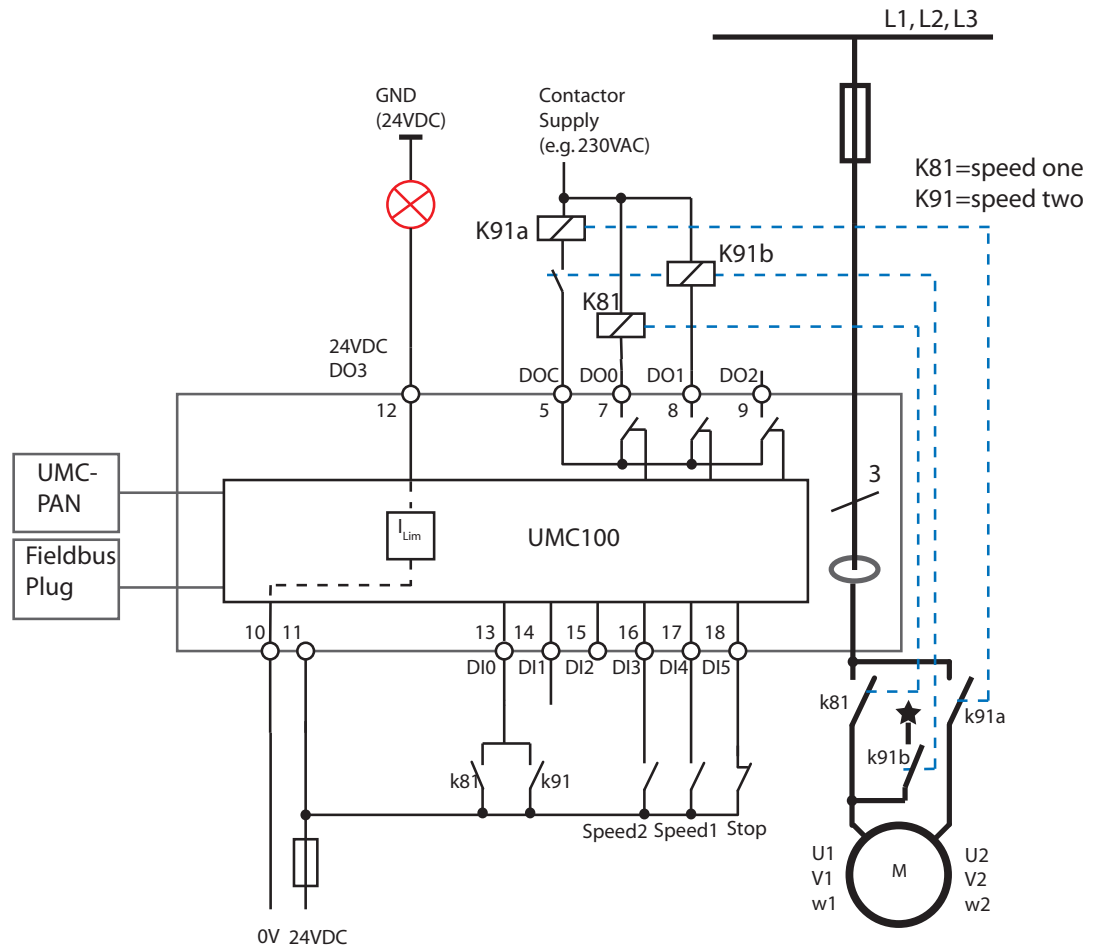 L1, L2, L3
GND
(24VDC)
Contactor
Supply
(e.g. 230VAC)
K81=speed one
K91=speed two
K91a
K91b
K81
24VDC
DO3
DOC
DO0
DO1
DO2
12
5
7
8
9
UMC-
PAN
3
I Lim
UMC100
Fieldbus
Plug
10
11
13
14
15
16
17
18
DI0
DI1
DI2
DI3
DI4
DI5
k81
k91a
k91b
k81
k91
Speed2
Speed1
Stop
U1
V1
w1
M
U2
V2
w2
0V
24VDC